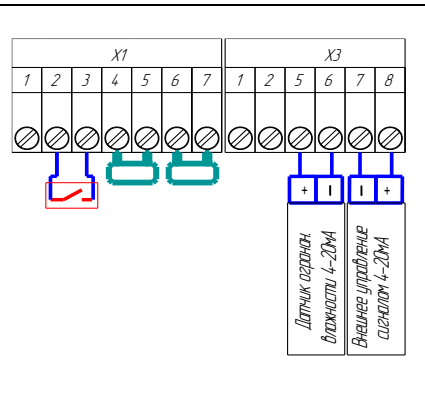 X1 X3
1 2 3 4 5 6 7 1 2 5 6 7 8
+ − − +
Датчик огранич.
влажности 4-20мА
Внешнее управление
сигналом 4-20мА